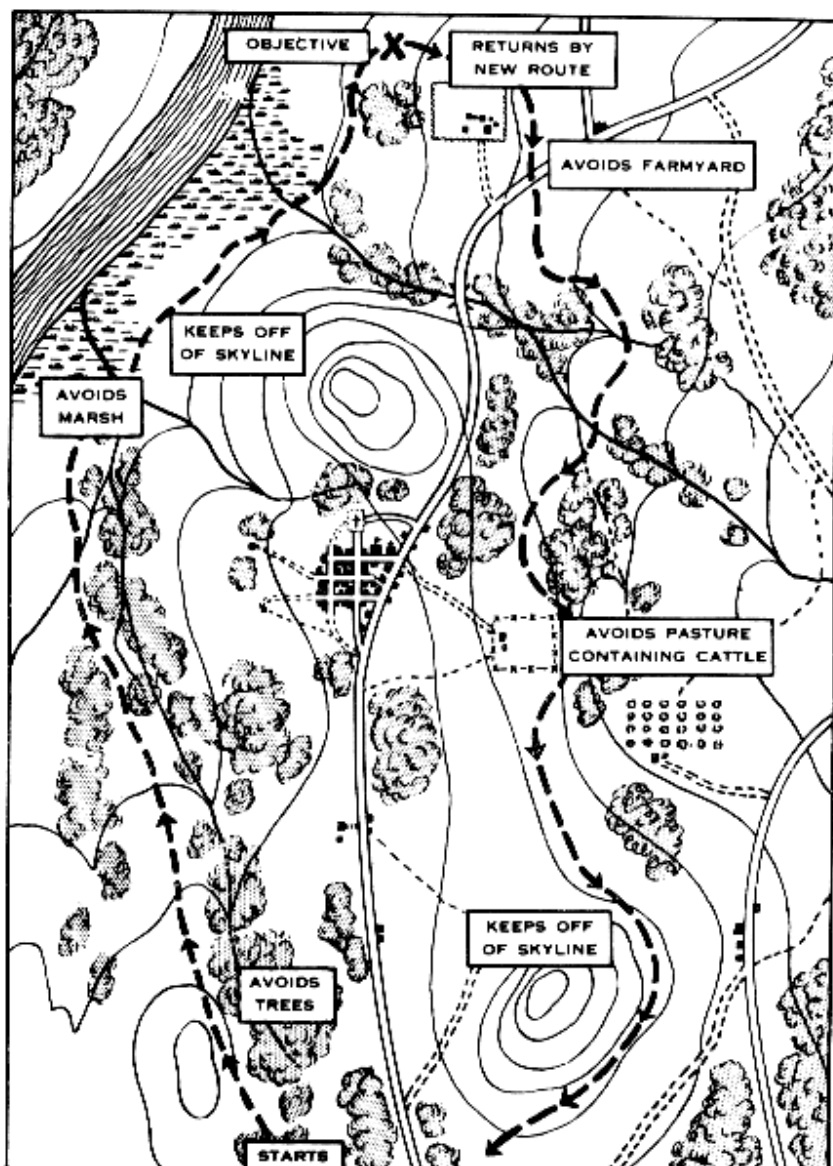 OBJECTIVE
X
RETURNS BY
NEW ROUTE
AVOIDS FARMYARD
KEEPS OFF
OF SKYLINE
AVOIDS
MARSH
AVOIDS PASTURE
CONTAINING CATTLE
KEEPS OFF
OF SKYLINE
AVOIDS
TREES
STARTS